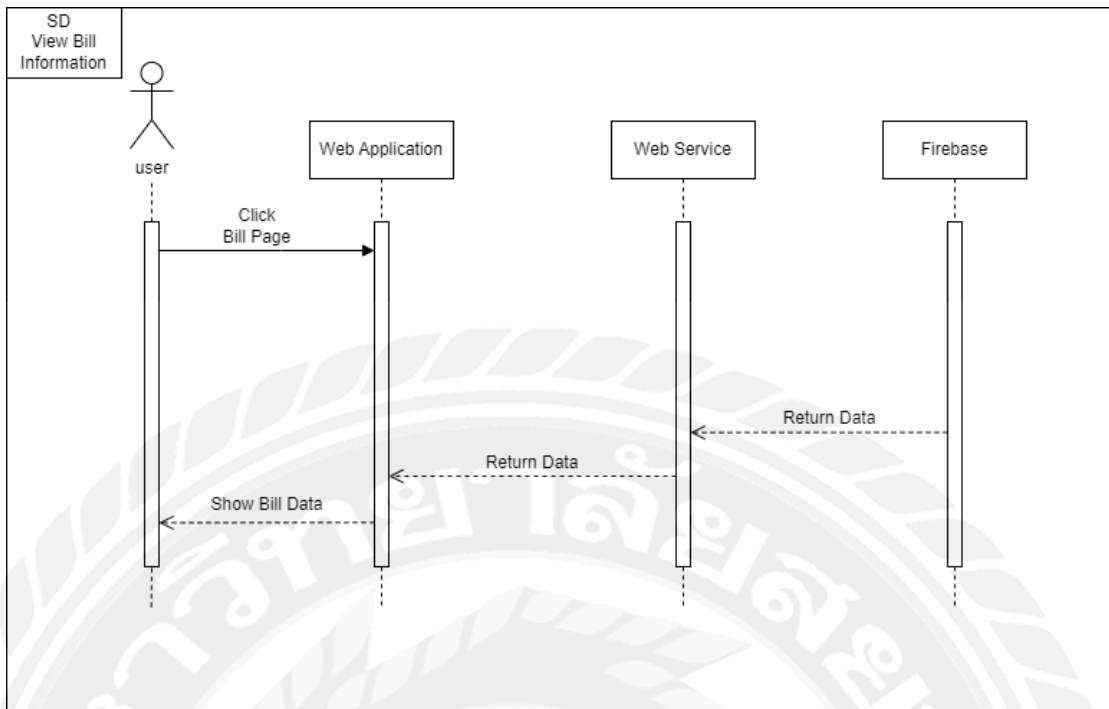 SD
View Bill
Information
user
Web Application
Web Service
Firebase
Click
Bill Page
Return Data
Return Data
Show Bill Data